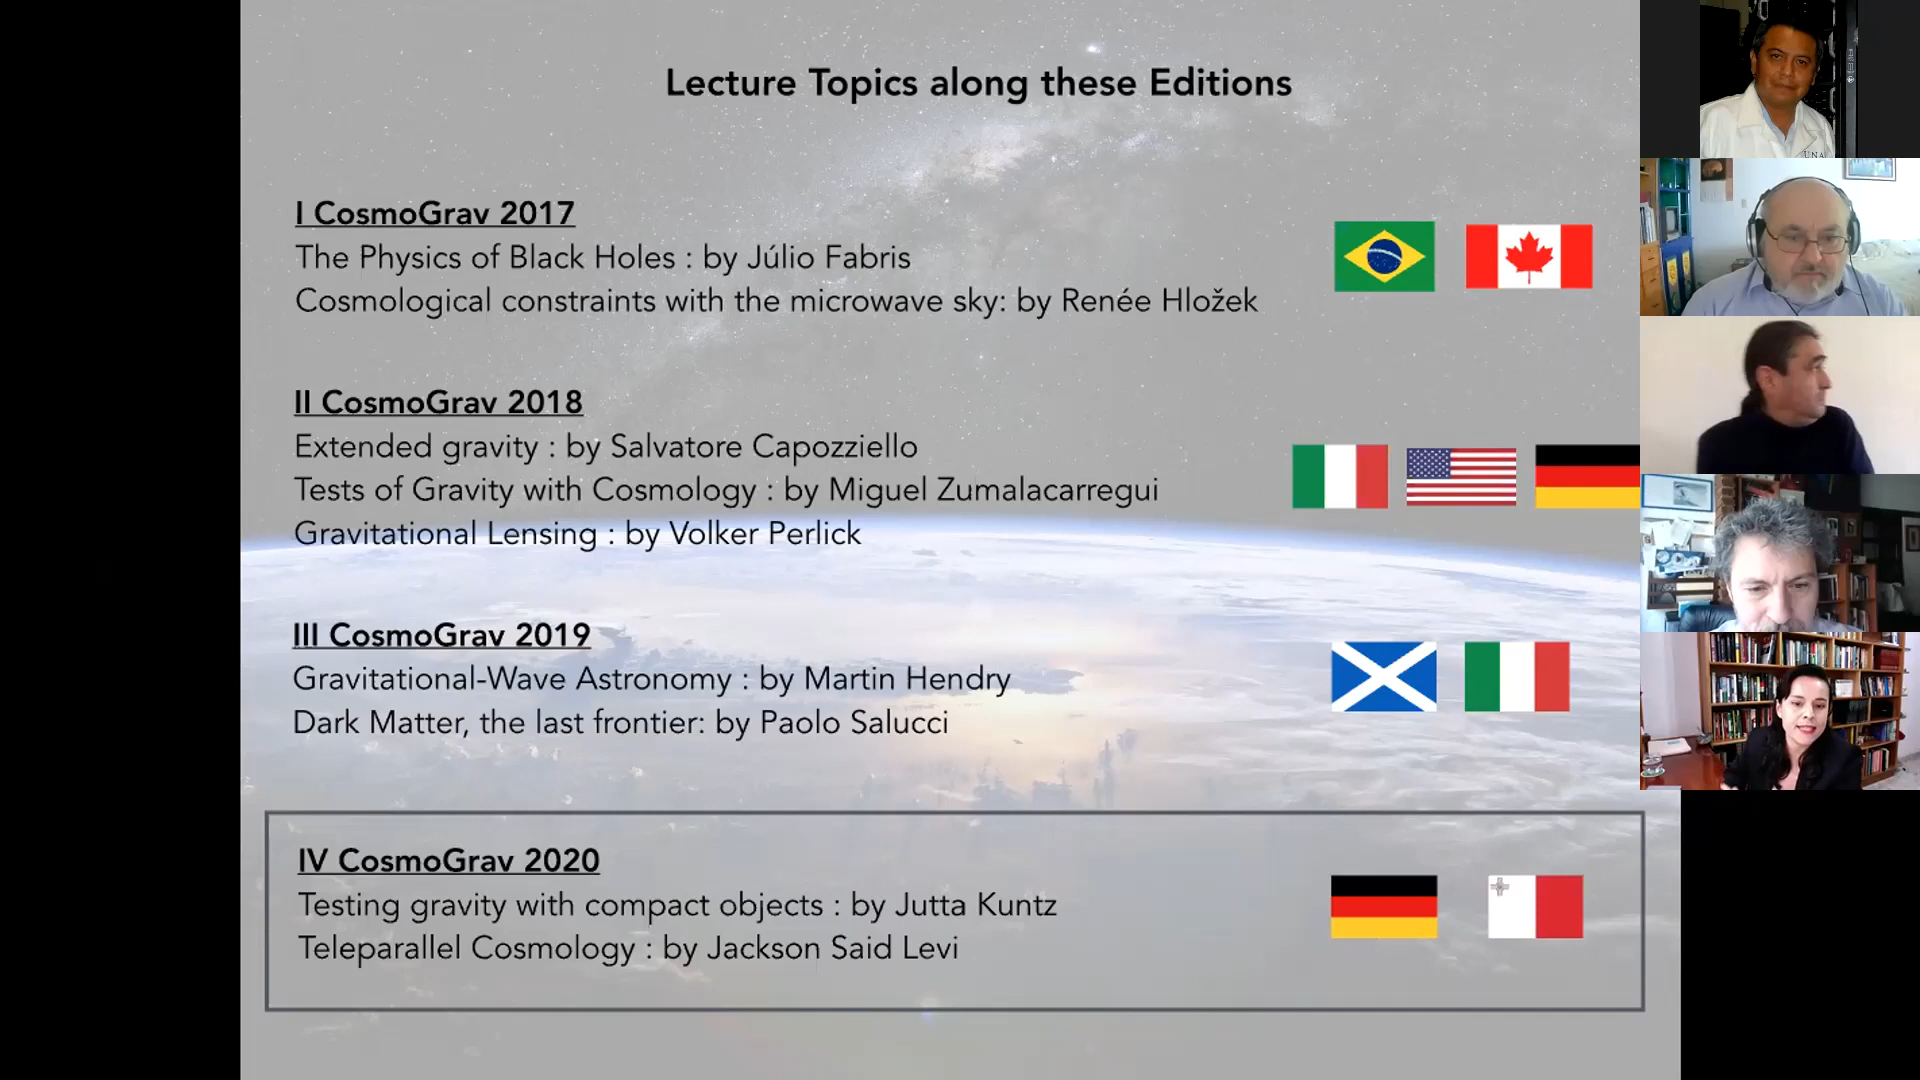 Lecture Topics along these Editions
I CosmoGrav 2017
The Physics of Black Holes : by Júlio Fabris
Cosmological constraints with the microwave sky: by Renée Hložek
II CosmoGrav 2018
Extended gravity : by Salvatore Capozziello
Tests of Gravity with Cosmology : by Miguel Zumalacarregui
Gravitational Lensing : by Volker Perlick
III CosmoGrav 2019
Gravitational-Wave Astronomy : by Martin Hendry
Dark Matter, the last frontier: by Paolo Salucci
IV CosmoGrav 2020
Testing gravity with compact objects : by Jutta Kuntz
Teleparallel Cosmology : by Jackson Said Levi